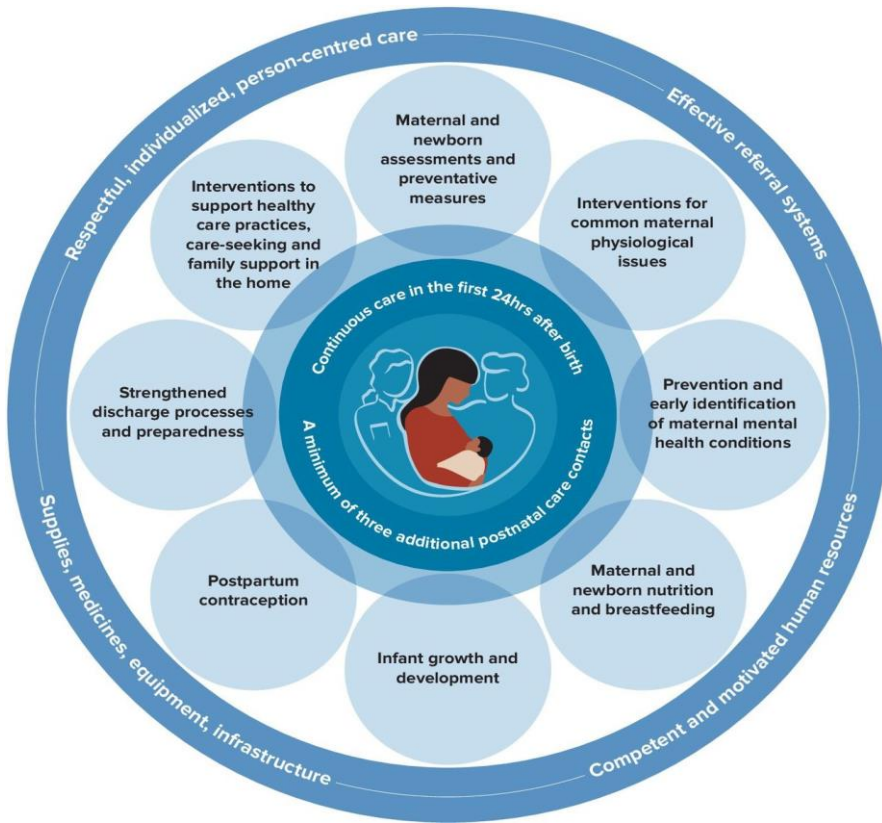 Respectful, individualized, person-centred care
Effective referral systems
Maternal and
newborn
assessments and
preventative
measures
Interventions to
support healthy
care practices,
care-seeking and
family support in
the home
Interventions for
common maternal
physiological
issues
Continuous care in the first 24hrs after birth
Strengthened
discharge processes
and preparedness
Prevention and
early identification
of maternal mental
health conditions
A minimum of three additional postnatal care contacts
Postpartum
contraception
Maternal and
newborn nutrition
and breastfeeding
Infant growth and
development
Supplies, medicines, equipment, infrastructure
Competent and motivated human resources